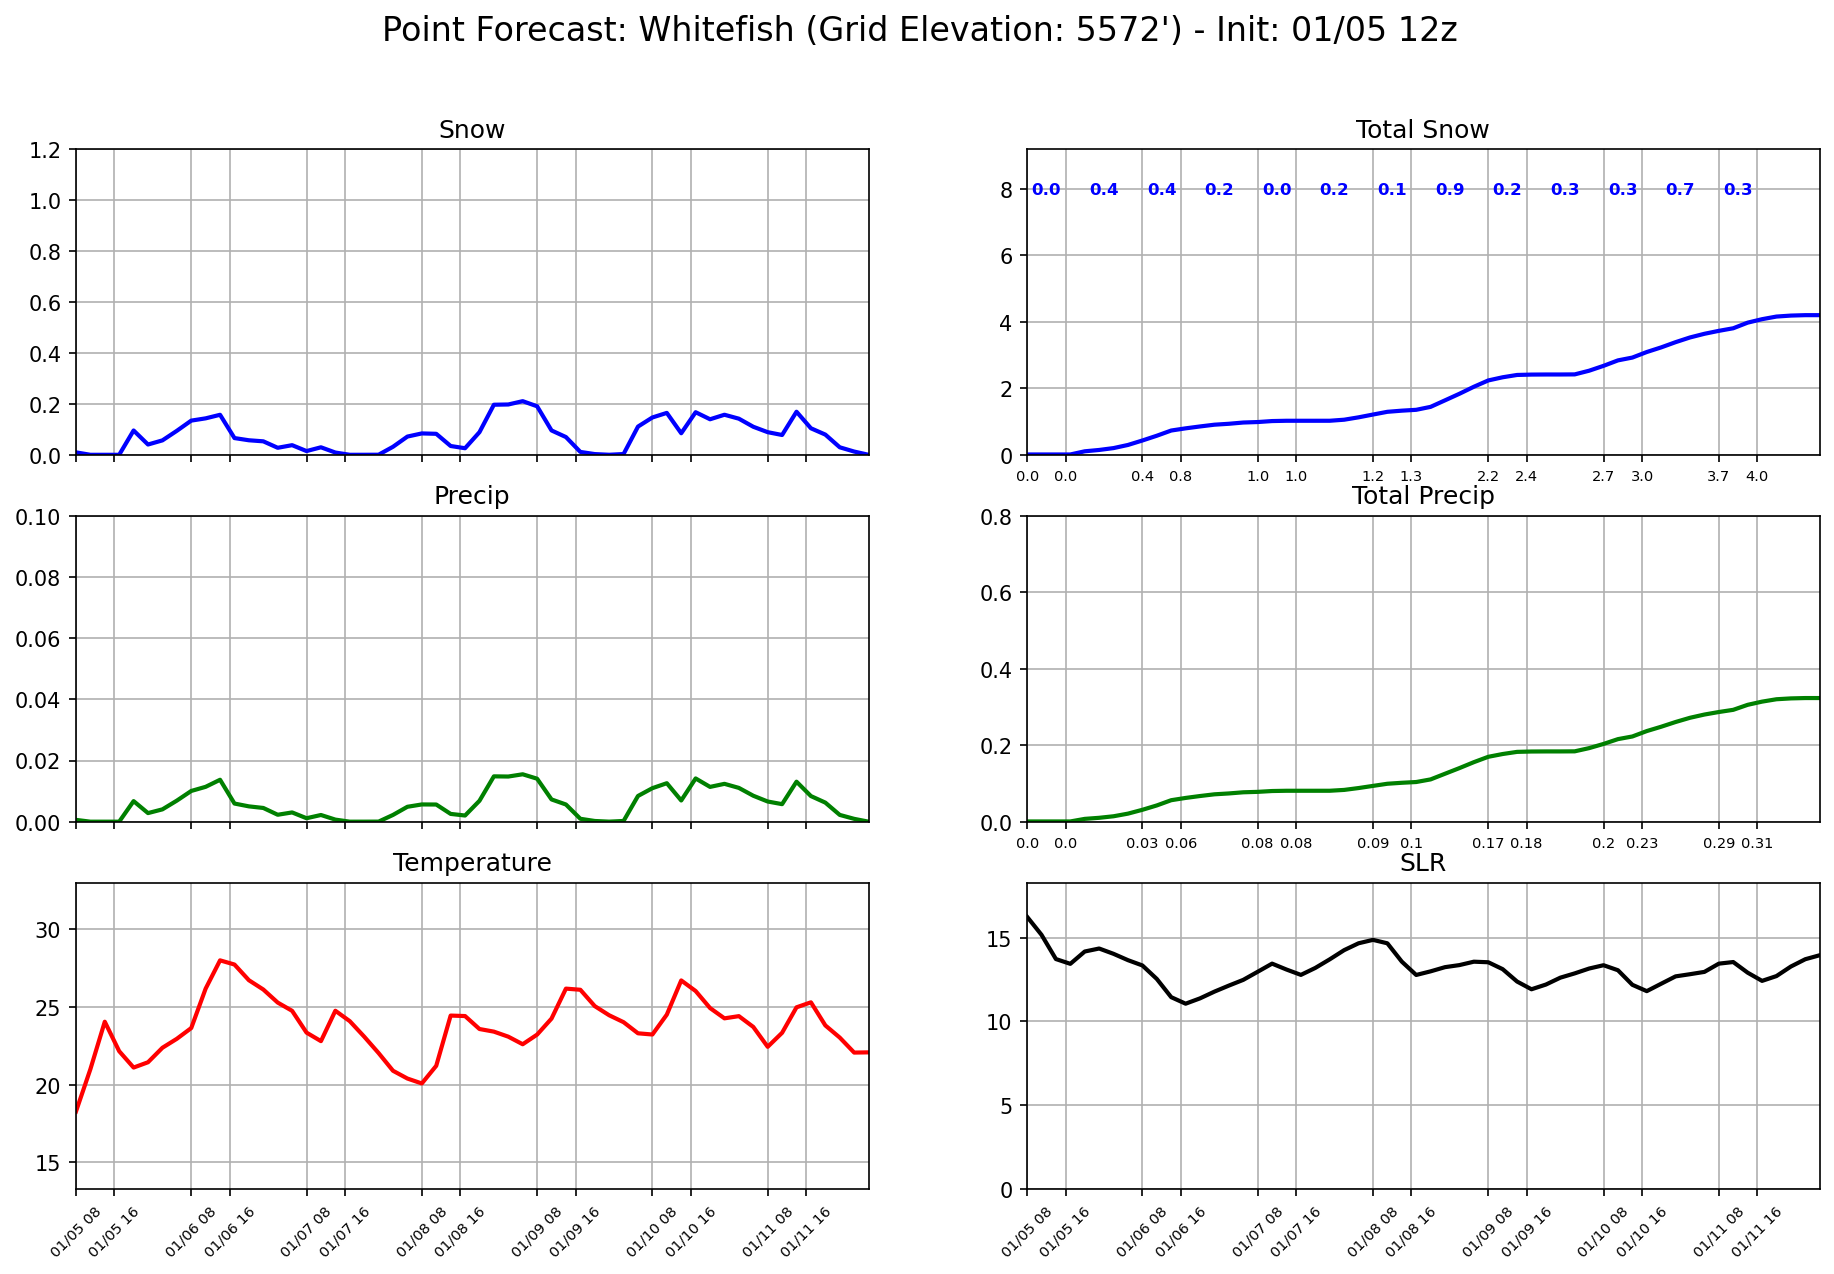 Point Forecast: Whitefish (Grid Elevation: 5572') - Init: 01/05 12z
Snow
1.2
1.0
0.8
0.6
0.4
0.2
0.0
Total Snow
8
6
4
2
0
0.0 0.4 0.4 0.2 0.0 0.2 0.1 0.9 0.2 0.3 0.3 0.7 0.3
0.0 0.0 0.4 0.8 1.0 1.0 1.2 1.3 2.2 2.4 2.7 3.0 3.7 4.0
Precip
0.10
0.08
0.06
0.04
0.02
0.00
Total Precip
0.8
0.6
0.4
0.2
0.0
0.0 0.0 0.03 0.06 0.08 0.08 0.09 0.1 0.17 0.18 0.2 0.23 0.29 0.31
Temperature
30
25
20
15
01/05 08 01/05 16 01/06 08 01/06 16 01/07 08 01/07 16 01/08 08 01/08 16 01/09 08 01/09 16 01/10 08 01/10 16 01/11 08 01/11 16
SLR
15
10
5
0
01/05 08 01/05 16 01/06 08 01/06 16 01/07 08 01/07 16 01/08 08 01/08 16 01/09 08 01/09 16 01/10 08 01/10 16 01/11 08 01/11 16